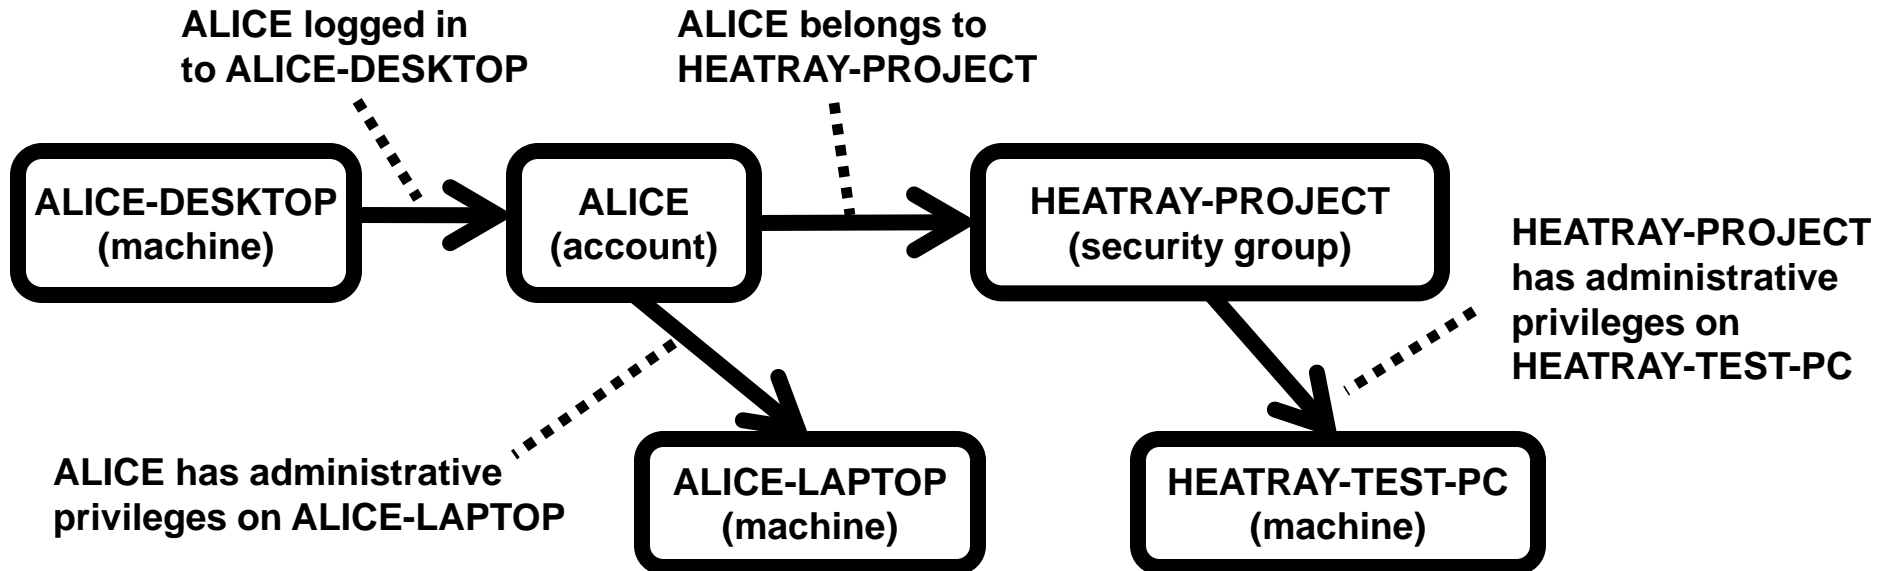 ALICE logged in
to ALICE-DESKTOP
ALICE belongs to
HEATRAY-PROJECT
ALICE-DESKTOP
(machine)
ALICE
(account)
HEATRAY-PROJECT
(security group)
HEATRAY-PROJECT
has administrative
privileges on
HEATRAY-TEST-PC
ALICE has administrative
privileges on ALICE-LAPTOP
ALICE-LAPTOP
(machine)
HEATRAY-TEST-PC
(machine)